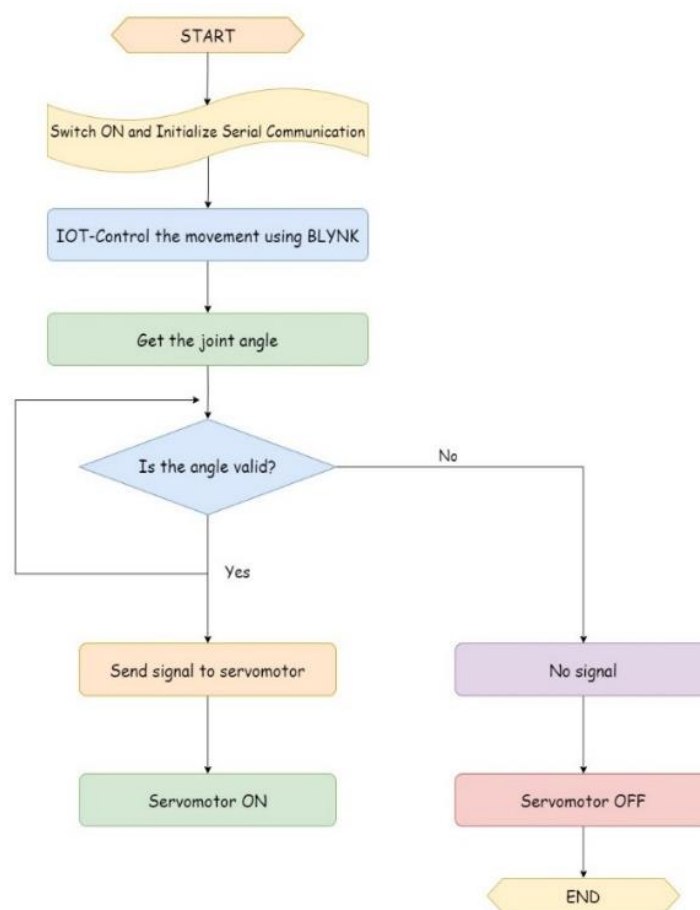 START
Switch ON and Initialize Serial Communication
IOT-Control the movement using BLYNK
Get the joint angle
Is the angle valid?
No
Yes
Send signal to servomotor
No signal
Servomotor ON
Servomotor OFF
END